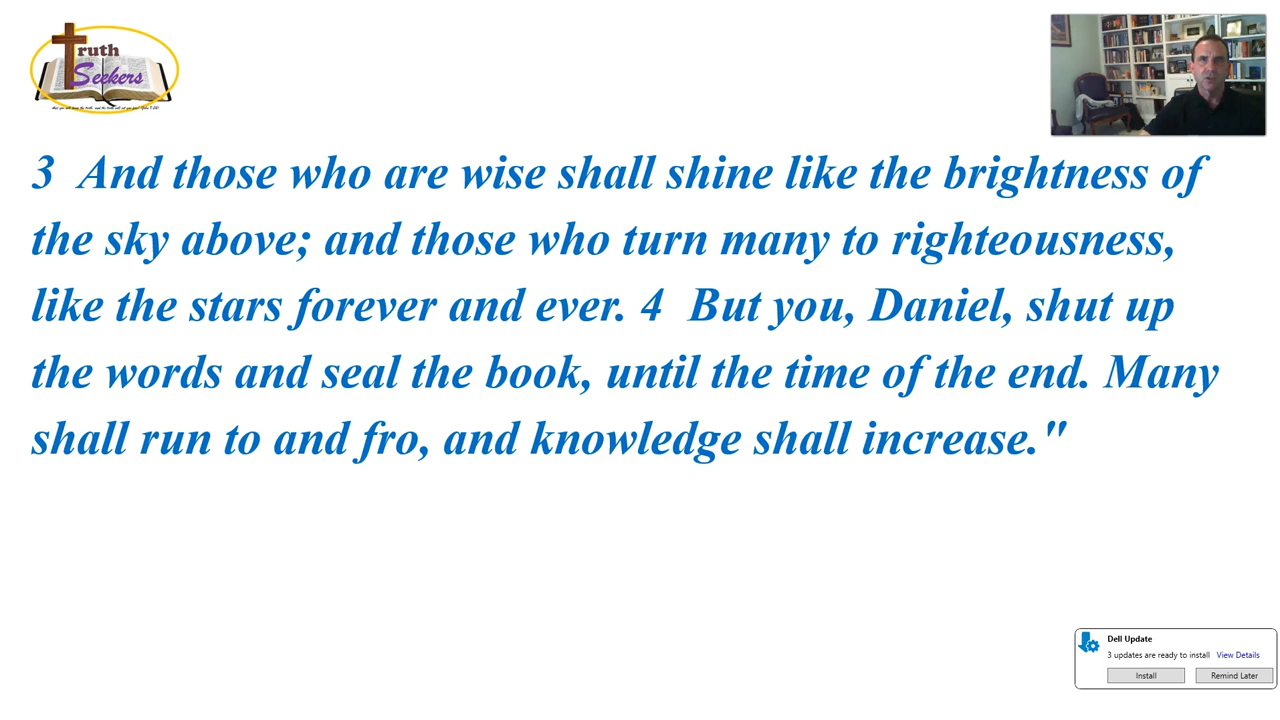 Truth
Seekers
3 And those who are wise shall shine like the brightness of
the sky above; and those who turn many to righteousness,
like the stars forever and ever. 4 But you, Daniel, shut up
the words and seal the book, until the time of the end. Many
shall run to and fro, and knowledge shall increase."
Dell Update
3 updates are ready to install View Details
Install Remind Later